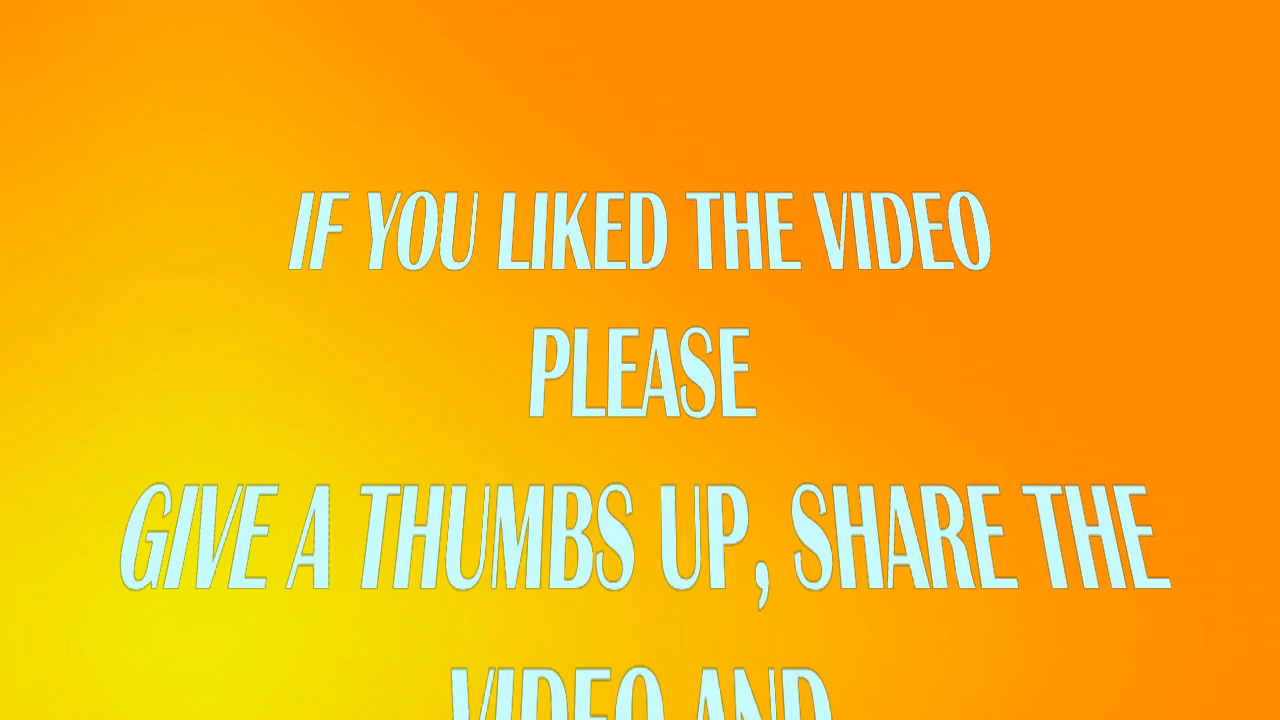 IF YOU LIKED THE VIDEO
PLEASE
GIVE A THUMBS UP, SHARE THE
VIDEO AND